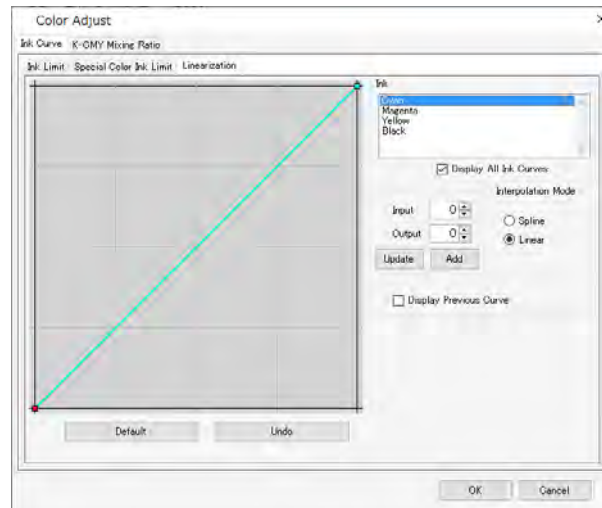 Color Adjust
Ink Curve K-CMY Mixing Ratio
Ink Limit Special Color Ink Limit Linearization
Ink
Cyan
Magenta
Yellow
Black
Display All Ink Curves
Interpolation Mode
Input 0
Spline
Output 0
Linear
Update Add
Display Previous Curve
Default Undo
OK Cancel